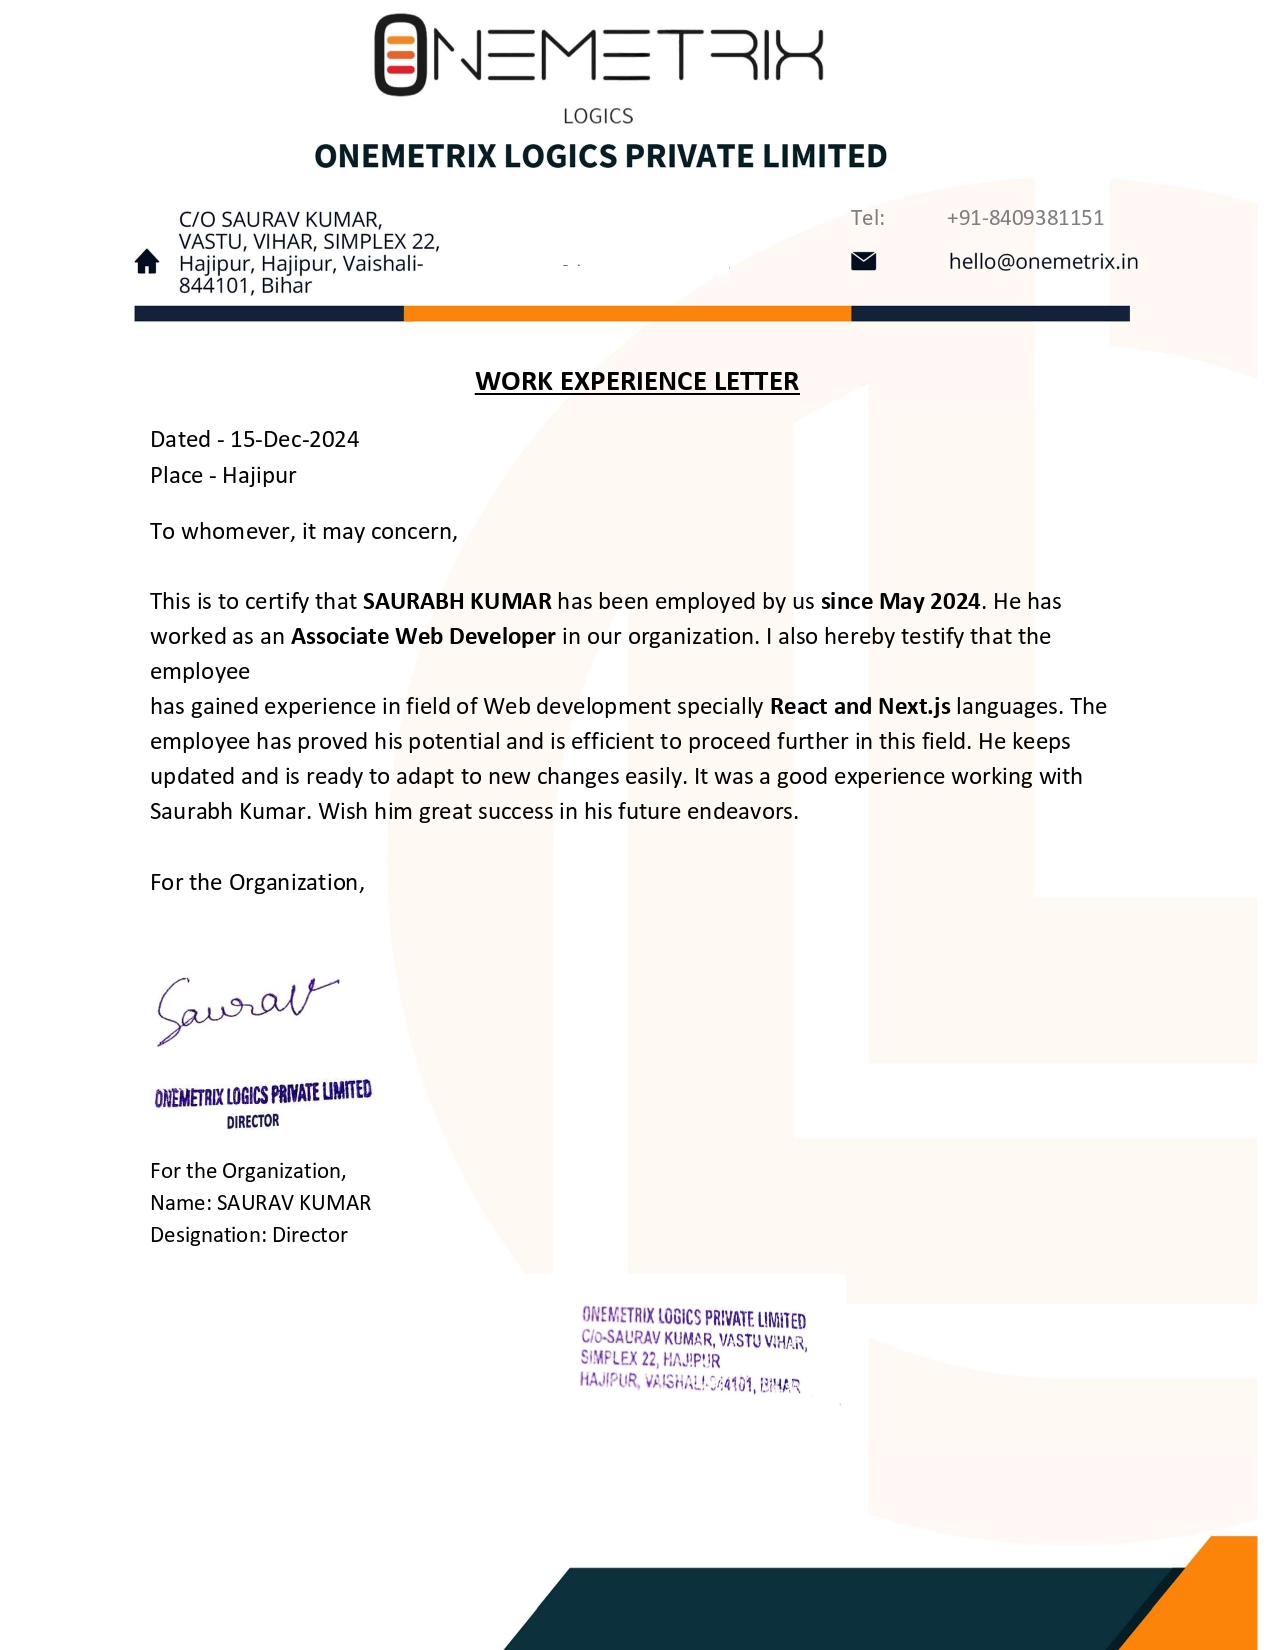 ONEMETRIX
LOGICS
ONEMETRIX LOGICS PRIVATE LIMITED
C/O SAURAV KUMAR,
VASTU, VIHAR, SIMPLEX 22,
Hajipur, Hajipur, Vaishali-
844101, Bihar
Tel: +91-8409381151
hello@onemetrix.in
WORK EXPERIENCE LETTER
Dated - 15-Dec-2024
Place - Hajipur
To whomever, it may concern,
This is to certify that SAURABH KUMAR has been employed by us since May 2024. He has
worked as an Associate Web Developer in our organization. I also hereby testify that the
employee
has gained experience in field of Web development specially React and Next.js languages. The
employee has proved his potential and is efficient to proceed further in this field. He keeps
updated and is ready to adapt to new changes easily. It was a good experience working with
Saurabh Kumar. Wish him great success in his future endeavors.
For the Organization,
Saurav
ONEMETRIX LOGICS PRIVATE LIMITED
DIRECTOR
For the Organization,
Name: SAURAV KUMAR
Designation: Director
ONEMETRIX LOGICS PRIVATE LIMITED
C/o-SAURAV KUMAR, VASTU VIHAR,
SIMPLEX 22, HAJIPUR
HAJIPUR, VAISHALI-844101, BIHAR